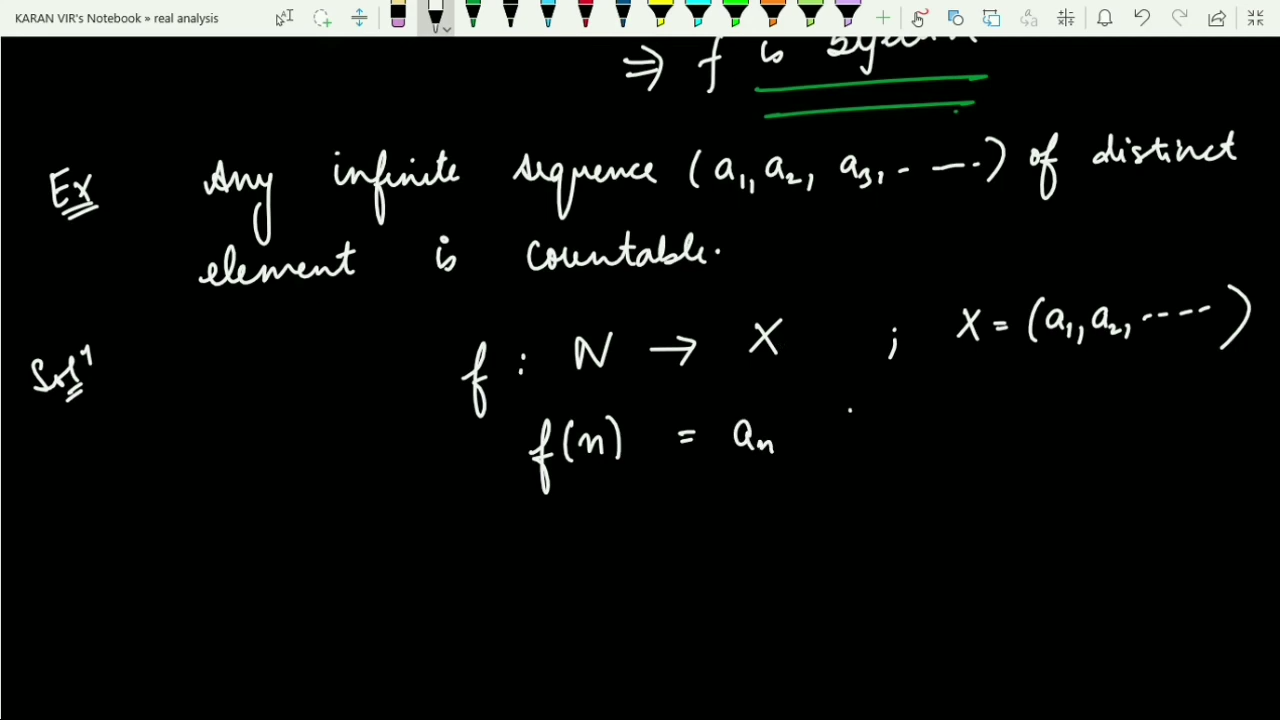 KARAN VIR's Notebook » real analysis
⇒ f is
Ex Any infinite sequence (a₁, a₂, a₃, . — ....) of distinct
element is countable.
Solⁿ f : N → X ; X = (a₁, a₂, .....)
f(n) = aₙ